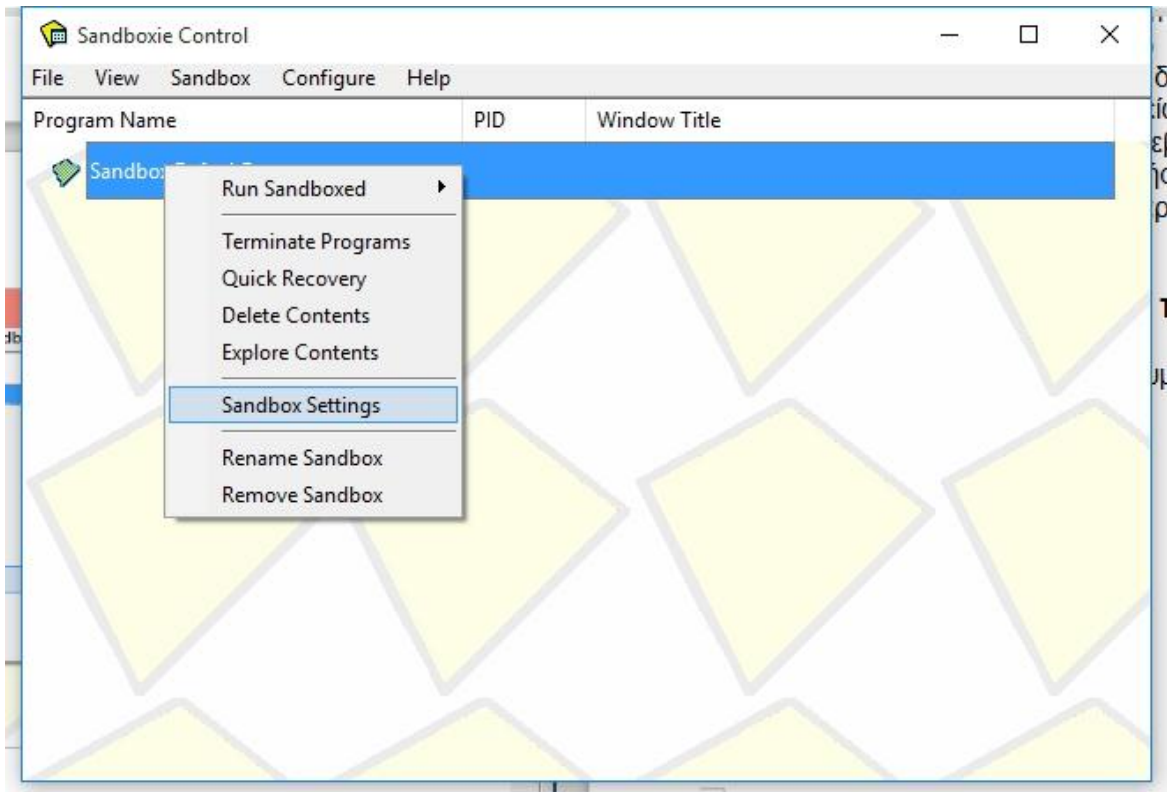 Sandboxie Control
File View Sandbox Configure Help
Program Name PID Window Title
Sandbox
Run Sandboxed
Terminate Programs
Quick Recovery
Delete Contents
Explore Contents
Sandbox Settings
Rename Sandbox
Remove Sandbox